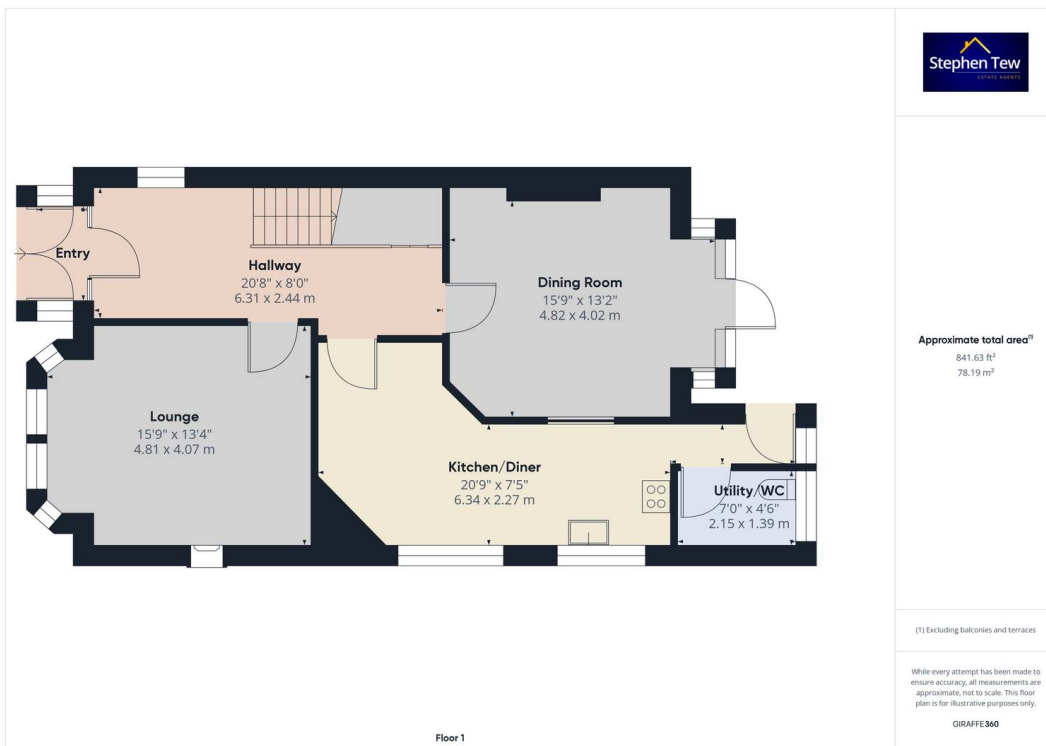 Stephen Tew
ESTATE AGENTS
Entry
Hallway
20'8" x 8'0"
6.31 x 2.44 m
Dining Room
15'9" x 13'2"
4.82 x 4.02 m
Lounge
15'9" x 13'4"
4.81 x 4.07 m
Kitchen/Diner
20'9" x 7'5"
6.34 x 2.27 m
Utility/WC
7'0" x 4'6"
2.15 x 1.39 m
Floor 1
Approximate total area(1)
841.63 ft²
78.19 m²
(1) Excluding balconies and terraces
While every attempt has been made to
ensure accuracy, all measurements are
approximate, not to scale. This floor
plan is for illustrative purposes only.
GIRAFFE360